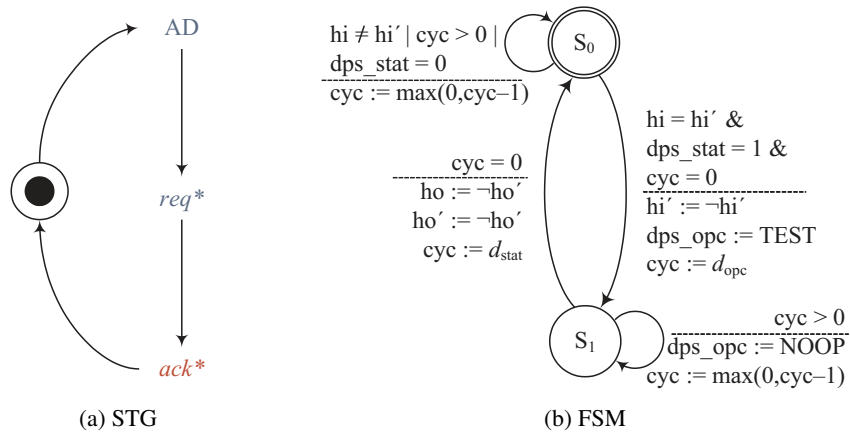 AD
req*
ack*
(a) STG
hi ≠ hi′ | cyc > 0 |
dps_stat = 0
cyc := max(0,cyc–1)
S0
hi = hi′ &
dps_stat = 1 &
cyc = 0
hi′ := ¬hi′
dps_opc := TEST
cyc := dopc
cyc = 0
ho := ¬ho′
ho′ := ¬ho′
cyc := dstat
S1
cyc > 0
dps_opc := NOOP
cyc := max(0,cyc–1)
(b) FSM